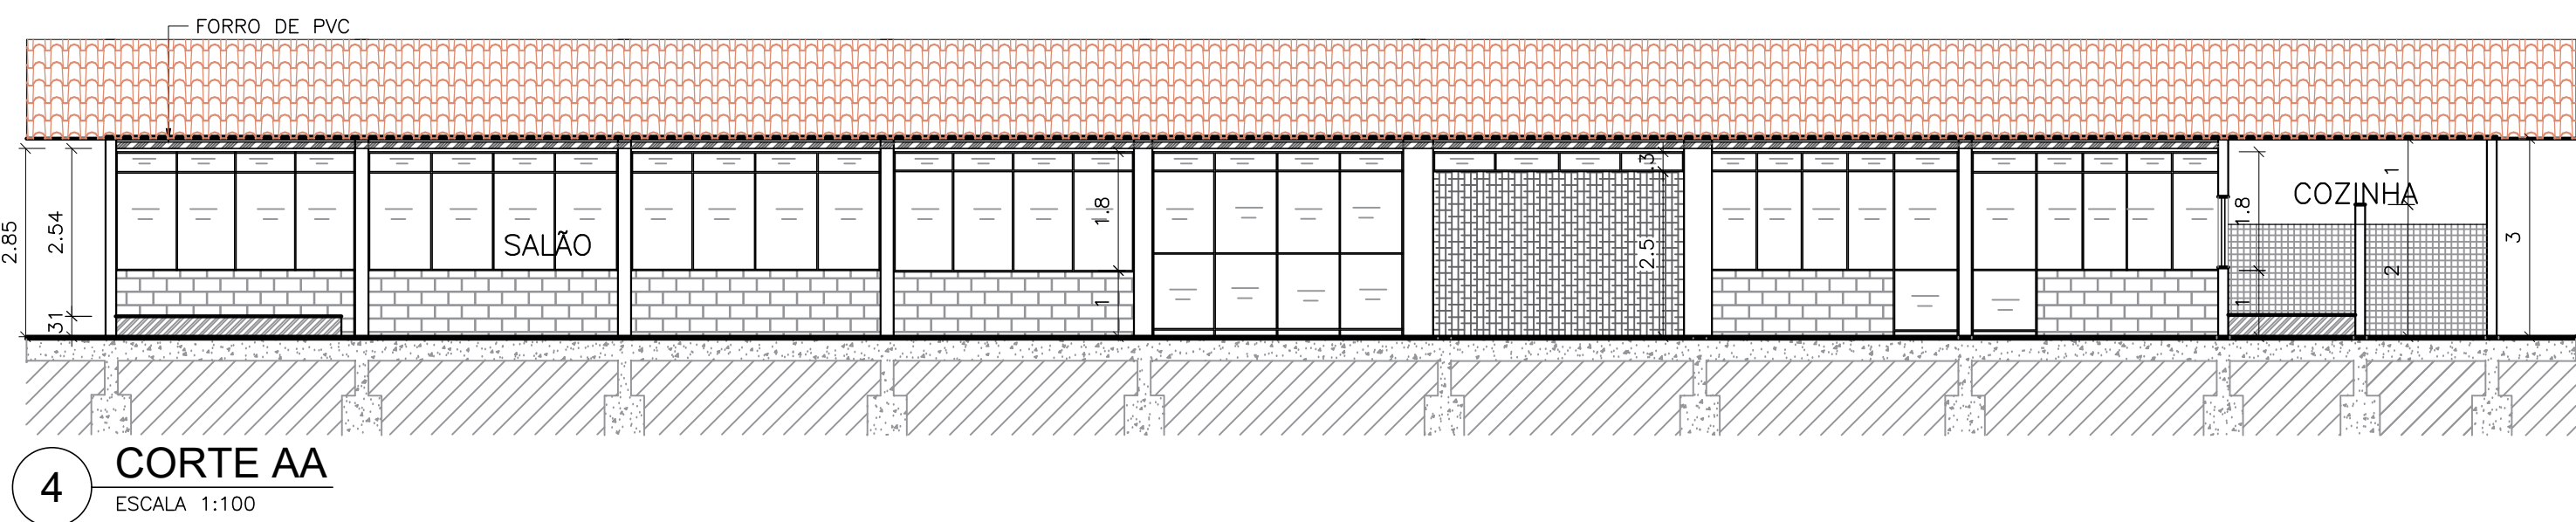 FORRO DE PVC
2.85
2.54
31
SALÃO
1.8
1
.3
2.5
1.8
1
COZINHA
1
2
3
4
CORTE AA
ESCALA 1:100